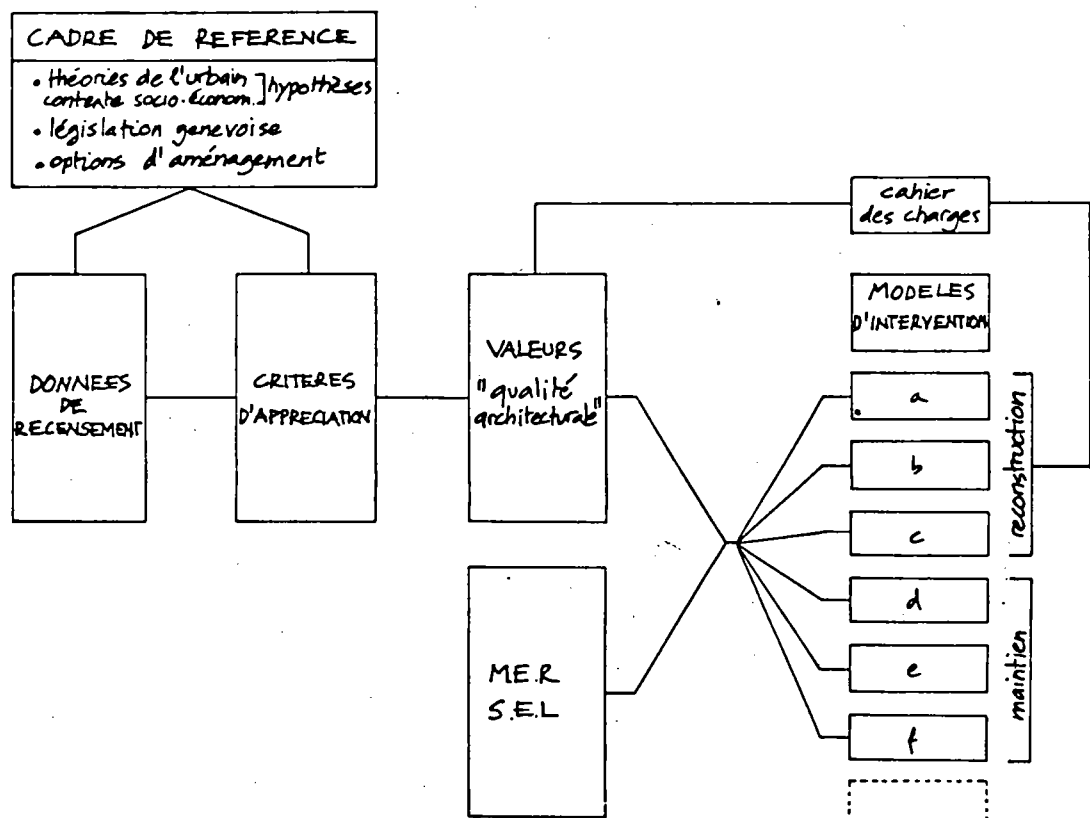 CADRE DE REFERENCE
• théories de l'urbain
contexte socio-économ.] hypothèses
• législation genevoise
• options d'aménagement
cahier
des charges
MODELES
D'INTERVENTION
DONNEES
DE
RECENSEMENT
CRITERES
D'APPRECIATION
VALEURS
"qualité
architecturale"
M.E.R
S.E.L
a
b
c
d
e
f
reconstruction
maintien